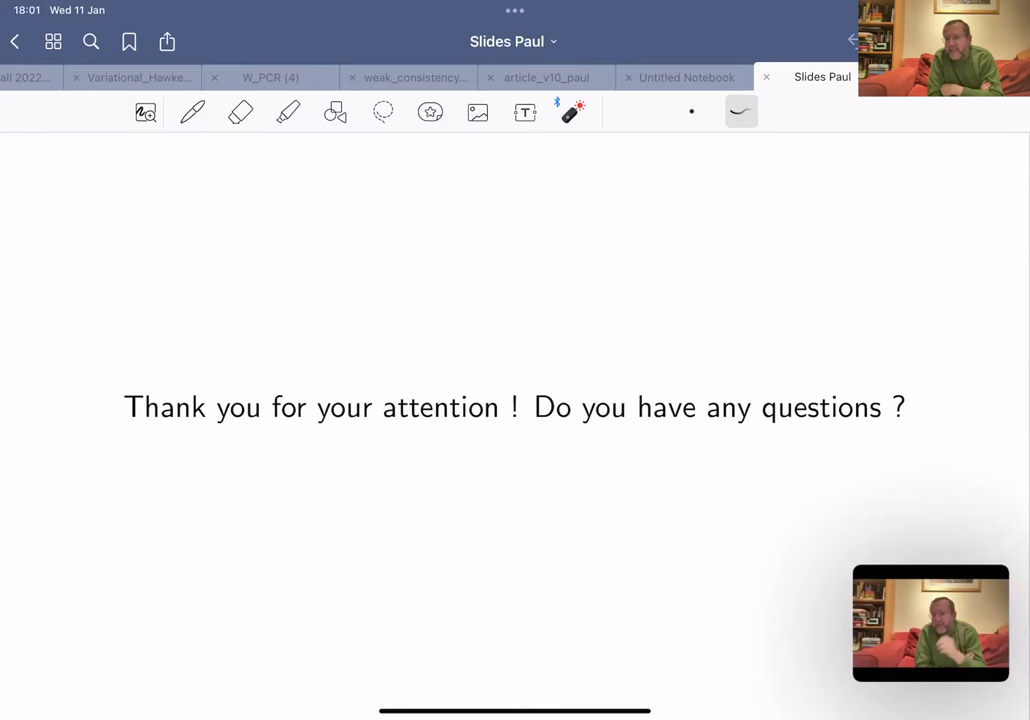 18:01 Wed 11 Jan
Slides Paul
all 2022...
Variational_Hawke...
W_PCR (4)
weak_consistency...
article_v10_paul
Untitled Notebook
Slides Paul
T
Thank you for your attention ! Do you have any questions ?